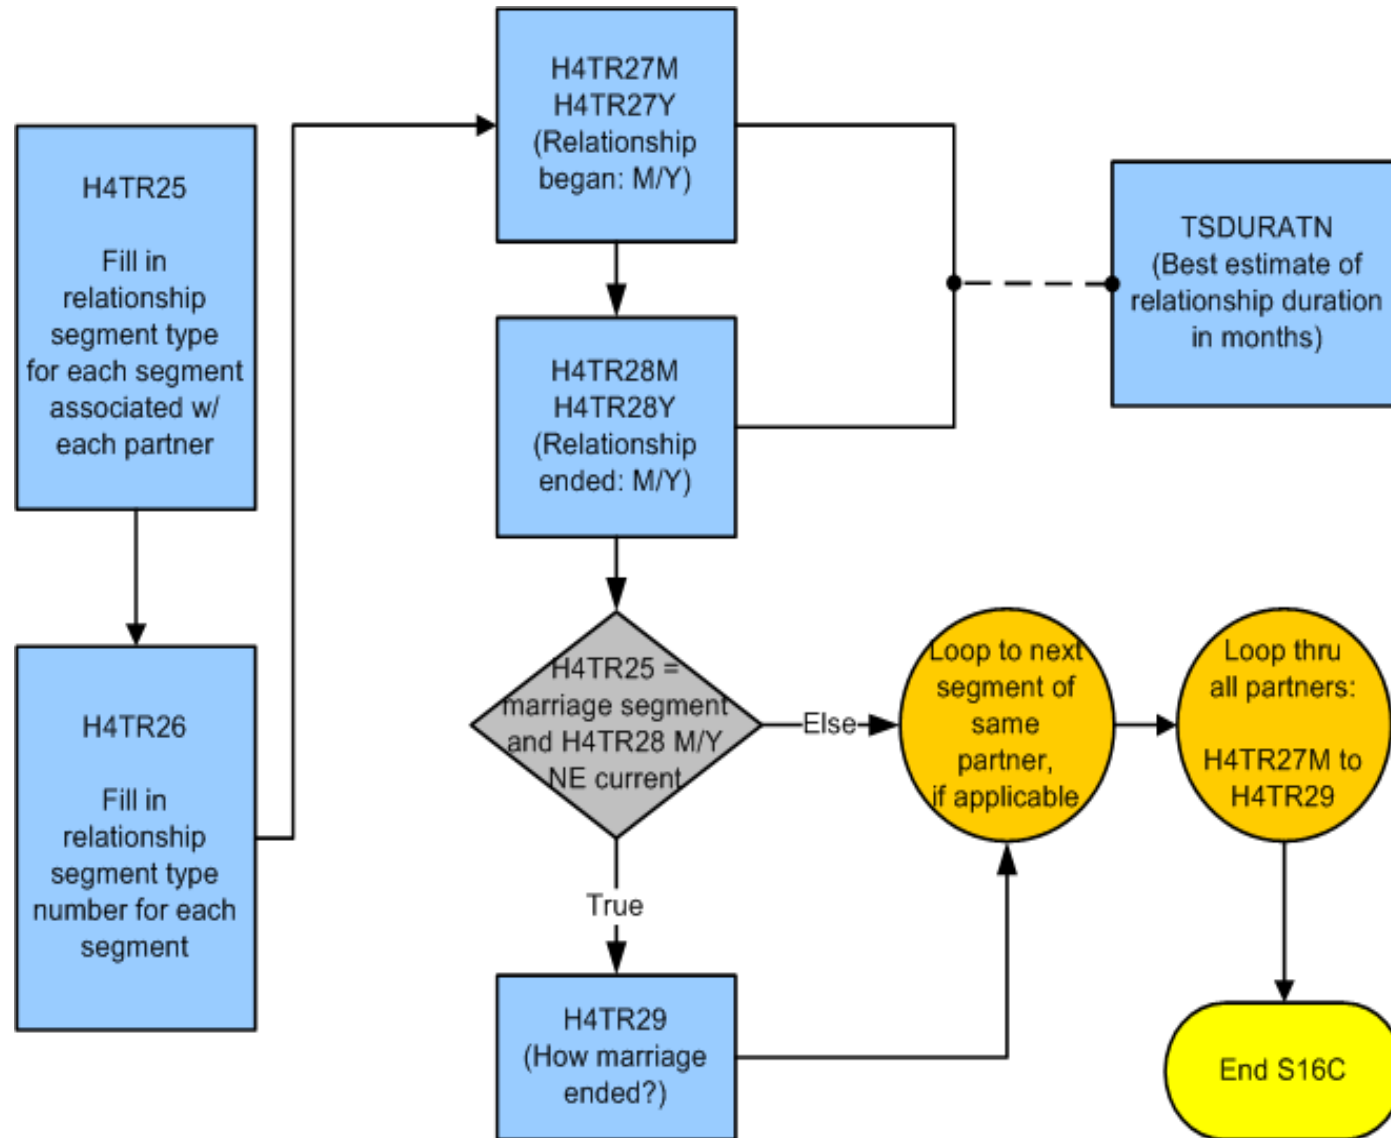 H4TR25
Fill in
relationship
segment type
for each segment
associated w/
each partner
H4TR26
Fill in
relationship
segment type
number for each
segment
H4TR27M
H4TR27Y
(Relationship
began: M/Y)
H4TR28M
H4TR28Y
(Relationship
ended: M/Y)
TSDURATN
(Best estimate of
relationship duration
in months)
H4TR25 =
marriage segment
and H4TR28 M/Y
NE current
Else
True
H4TR29
(How marriage
ended?)
Loop to next
segment of
same
partner,
if applicable
Loop thru
all partners:
H4TR27M to
H4TR29
End S16C